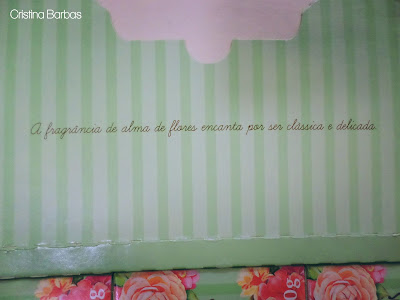 Cristina Barbas
A fragrância de alma de flores encanta por ser clássica e delicada.